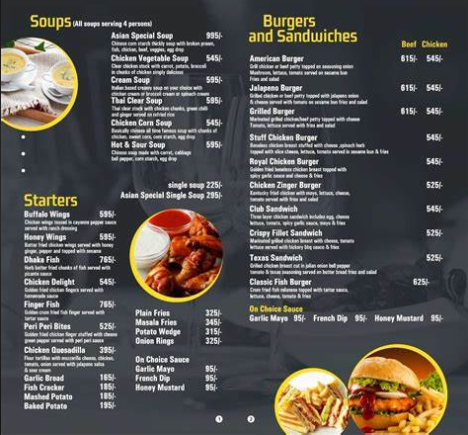 Soups (All soups serving 4 persons)
Asian Special Soup 995/-
Chinese corn starch thickly soup with broken prawn,
fish, chicken, beef, veggies, egg drop
Chicken Vegetable Soup 545/-
Clear chicken stock with carrot, potato, broccoli
in chunks of chicken simply delicious
Cream Soup 595/-
Italian based creamy soup on your choice with
chicken cream or broccoli cream or spinach cream
Thai Clear Soup 595/-
Thai clear stock with chicken chunks, green chili
and ginger served on
Chicken Corn Soup 545/-
Basically chinese all time famous soup with chunks of
chicken, sweet corn, corn starch, egg drop
Hot & Sour Soup 595/-
Chinese soup made with carrot, cabbage
bell pepper, corn starch, egg drop
single soup 225/-
Asian Special Single Soup 295/-
Starters
Buffalo Wings 595/-
Chicken wings tossed in cayenne pepper sauce
served with ranch dressing
Honey Wings 595/-
Batter fried chicken wings served with honey
ginger, pepper and topped with sesame
Dhaka Fish 765/-
Herb batter fried chunks of fish served with
picante sauce
Chicken Delight 545/-
Golden fried chicken fingers served with
homemade sauce
Finger Fish 765/-
Golden crum fried fish finger served with
tartar sauce
Peri Peri Bites 525/-
Golden fried chicken finger stuffed with cheese
green pepper served with peri peri sauce
Chicken Quesadilla 395/-
Flour tortillas with mozzarella cheese, chicken,
tomato, onion served with jalapeno salsa
& sour cream
Garlic Bread 165/-
Fish Cracker 185/-
Mashed Potato 185/-
Baked Potato 195/-
Plain Fries 325/-
Masala Fries 345/-
Potato Wedge 315/-
Onion Rings 325/-
On Choice Sauce
Garlic Mayo 95/-
French Dip 95/-
Honey Mustard 95/-
1 2
Burgers
and Sandwiches
Beef Chicken
American Burger 615/- 545/-
Grill chicken or beef patty topped on seasoning onion
Mushroom, lettuce, tomato served on sesame bun
Fries and salad
Jalapeno Burger 615/- 545/-
Grilled chicken or beef patty topped with jalapeno onion
& cheese served with tomato on sesame bun fries and salad
Grilled Burger 615/- 545/-
Marinated grilled chicken/beef patty topped with cheese
Tomato, lettuce served with fries and salad
Stuff Chicken Burger 545/-
Boneless chicken breast stuffed with cheese ,spinach herb
topped with slice cheese, lettuce, tomato served in sesame bun & fries
Royal Chicken Burger 545/-
Golden fried boneless chicken breast topped with
spicy garlic sauce and cheese & fries
Chicken Zinger Burger 525/-
Kentucky fried chicken with mayo, lettuce, cheese,
tomato served with fries and salad
Club Sandwich 545/-
Three layer chicken sandwich includes egg, cheese
lettuce, tomato, spicy garlic sauce, mayo & fries
Crispy Fillet Sandwich 525/-
Marinated grilled chicken breast with cheese, tomato
lettuce served with hickory bbq sauce & fries
Texas Sandwich 525/-
Grilled chicken breast cut in julian onion bell pepper
tomato & texas seasoning served on butter bread fries and salad
Classic Fish Burger 625/-
Crum fried fish mdames topped with tartar sauce,
lettuce, cheese, tomato & fries
On Choice Sauce
Garlic Mayo 95/- French Dip 95/- Honey Mustard 95/-